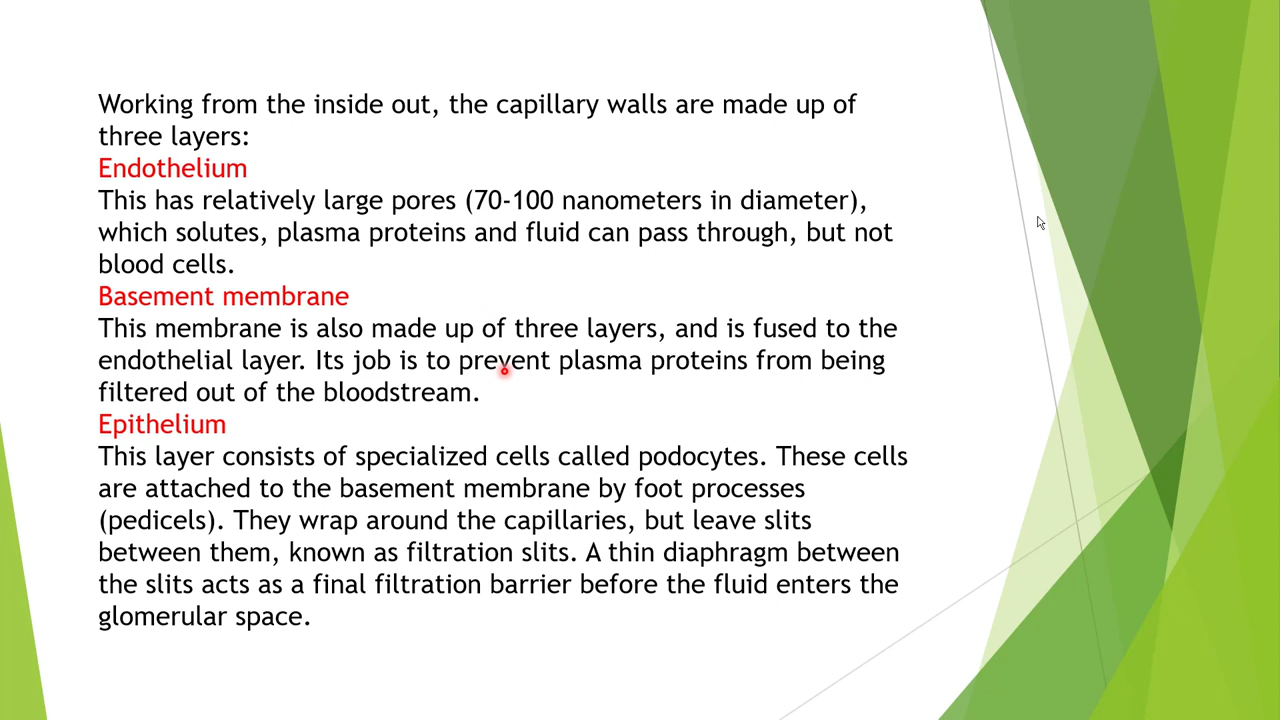 Working from the inside out, the capillary walls are made up of
three layers:
Endothelium
This has relatively large pores (70-100 nanometers in diameter),
which solutes, plasma proteins and fluid can pass through, but not
blood cells.
Basement membrane
This membrane is also made up of three layers, and is fused to the
endothelial layer. Its job is to prevent plasma proteins from being
filtered out of the bloodstream.
Epithelium
This layer consists of specialized cells called podocytes. These cells
are attached to the basement membrane by foot processes
(pedicels). They wrap around the capillaries, but leave slits
between them, known as filtration slits. A thin diaphragm between
the slits acts as a final filtration barrier before the fluid enters the
glomerular space.